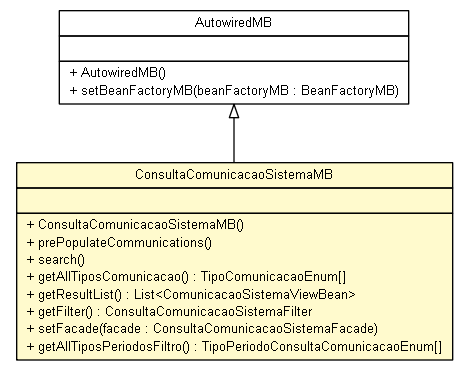 AutowiredMB
+ AutowiredMB()
+ setBeanFactoryMB(beanFactoryMB : BeanFactoryMB)
ConsultaComunicacaoSistemaMB
+ ConsultaComunicacaoSistemaMB()
+ prePopulateCommunications()
+ search()
+ getAllTiposComunicacao() : TipoComunicacaoEnum[]
+ getResultList() : List<ComunicacaoSistemaViewBean>
+ getFilter() : ConsultaComunicacaoSistemaFilter
+ setFacade(facade : ConsultaComunicacaoSistemaFacade)
+ getAllTiposPeriodosFiltro() : TipoPeriodoConsultaComunicacaoEnum[]